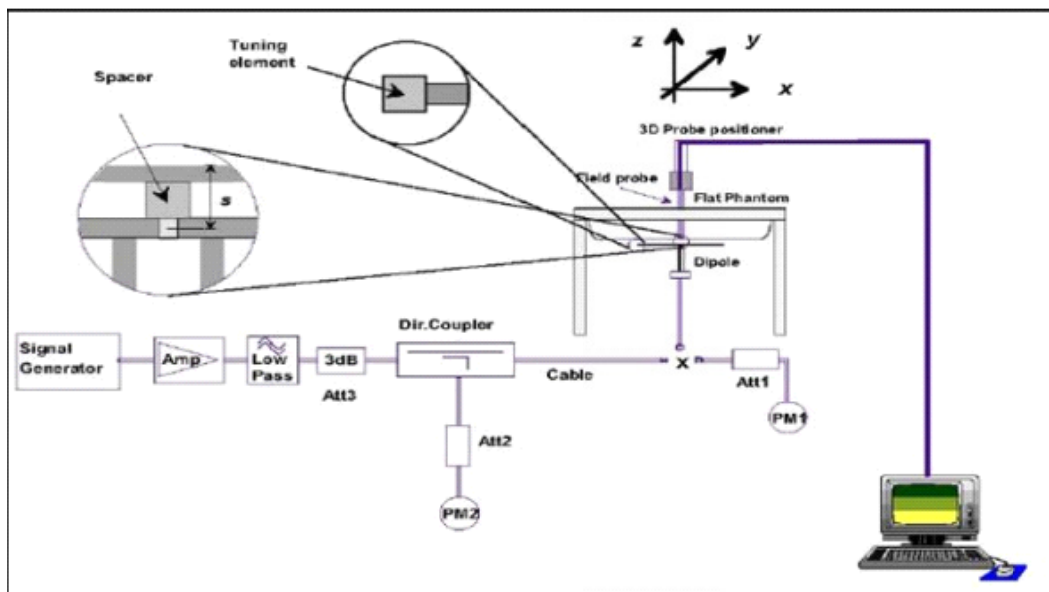 Tuning
element
Spacer
s
z
y
x
3D Probe positioner
Field probe
Flat Phantom
Dipole
Signal
Generator
Amp
Low
Pass
3dB
Att3
Dir.Coupler
Cable
X
Att1
PM1
Att2
PM2